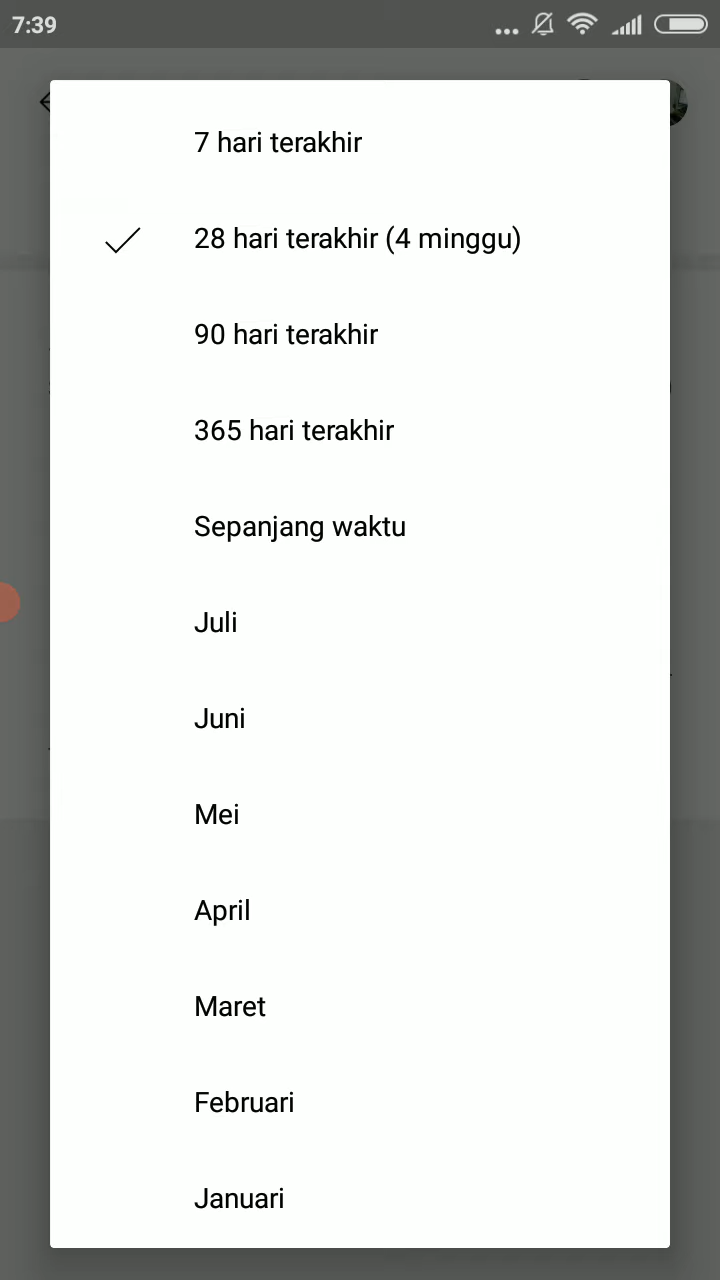 7:39
7 hari terakhir
28 hari terakhir (4 minggu)
90 hari terakhir
365 hari terakhir
Sepanjang waktu
Juli
Juni
Mei
April
Maret
Februari
Januari